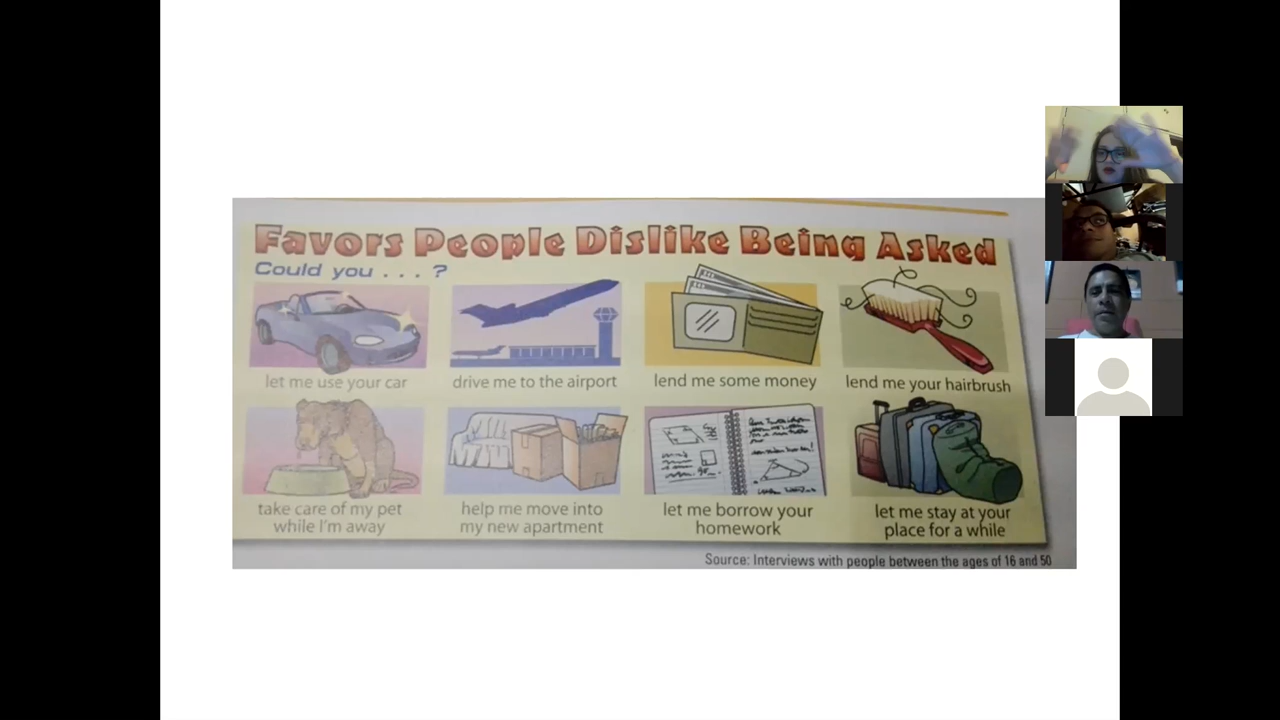 Favors People Dislike Being Asked
Could you . . . ?
let me use your car
drive me to the airport
lend me some money
lend me your hairbrush
take care of my pet
while I'm away
help me move into
my new apartment
let me borrow your
homework
let me stay at your
place for a while
Source: Interviews with people between the ages of 16 and 50